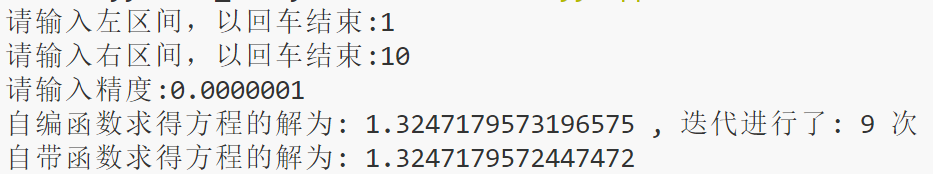 请输入左区间，以回车结束:1
请输入右区间，以回车结束:10
请输入精度:0.0000001
自编函数求得方程的解为: 1.3247179573196575 , 迭代进行了: 9 次
自带函数求得方程的解为: 1.3247179572447472